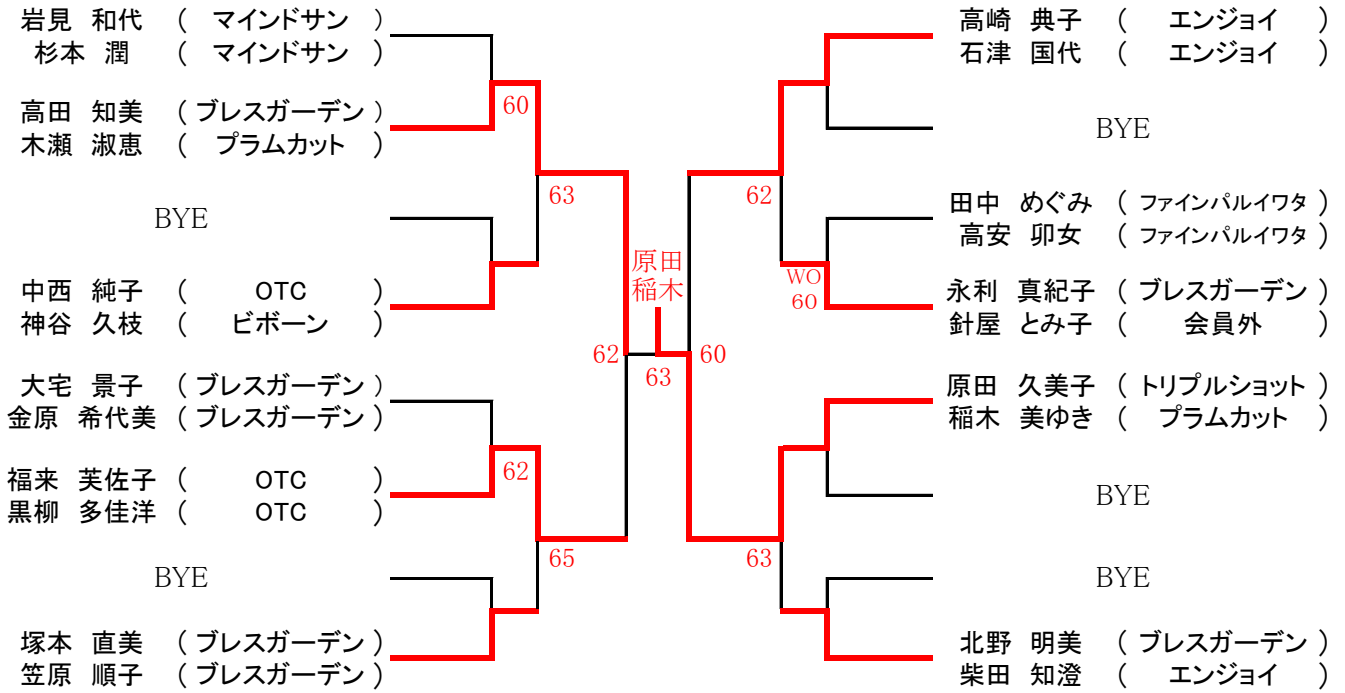 岩見 和代 ( マインドサン )
杉本 潤 ( マインドサン )
高田 知美 ( ブレスガーデン )
木瀬 淑恵 ( プラムカット )
60
BYE
63
中西 純子 ( OTC )
神谷 久枝 ( ビボーン )
62
大宅 景子 ( ブレスガーデン )
金原 希代美 ( ブレスガーデン )
福来 芙佐子 ( OTC )
黒柳 多佳洋 ( OTC )
62
BYE
65
塚本 直美 ( ブレスガーデン )
笠原 順子 ( ブレスガーデン )
原田
稲木
63
高崎 典子 ( エンジョイ )
石津 国代 ( エンジョイ )
BYE
62
田中 めぐみ ( ファインパルイワタ )
高安 卯女 ( ファインパルイワタ )
WO
60
永利 真紀子 ( ブレスガーデン )
針屋 とみ子 ( 会員外 )
60
原田 久美子 ( トリプルショット )
稲木 美ゆき ( プラムカット )
BYE
63
BYE
北野 明美 ( ブレスガーデン )
柴田 知澄 ( エンジョイ )